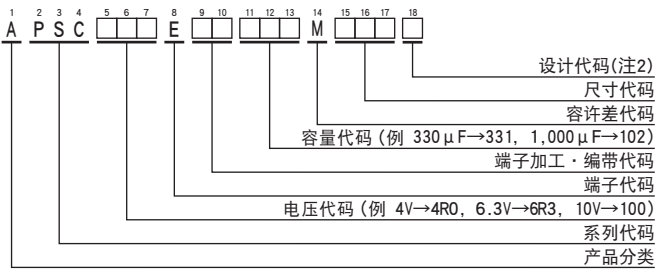 1 2 3 4 5 6 7 8 9 10 11 12 13 14 15 16 17 18
A P S C □□□ E □□ □□□ M □□□ □
设计代码(注2)
尺寸代码
容许差代码
容量代码 (例 330μF→331, 1,000μF→102)
端子加工・编带代码
端子代码
电压代码 (例 4V→4R0, 6.3V→6R3, 10V→100)
系列代码
产品分类